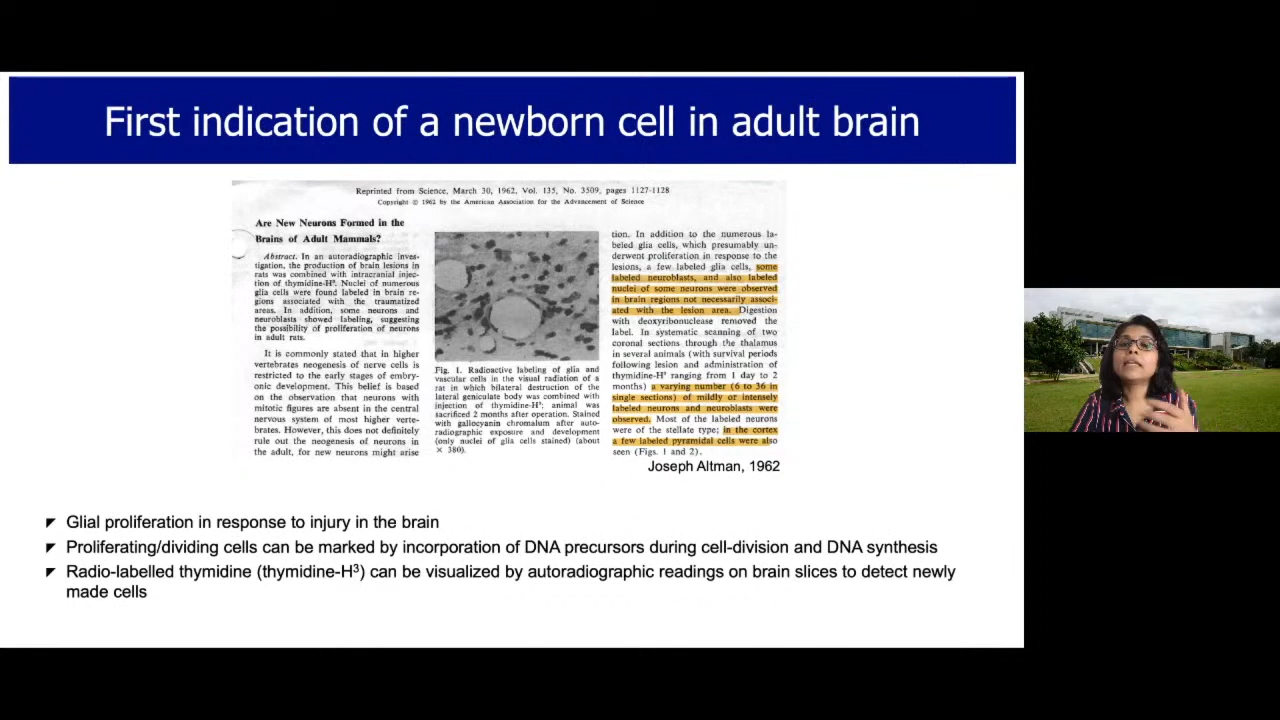 First indication of a newborn cell in adult brain
Reprinted from Science, March 30, 1962, Vol. 135, No. 3509, pages 1127-1128
Copyright © 1962 by the American Association for the Advancement of Science
Are New Neurons Formed in the
Brains of Adult Mammals?
Abstract. In an autoradiographic inves-
tigation, the production of brain lesions in
rats was combined with intracranial injec-
tion of thymidine-H³. Nuclei of numerous
glia cells were found labeled in brain re-
gions associated with the traumatized
areas. In addition, some neurons and
neuroblasts showed labeling, suggesting
the possibility of proliferation of neurons
in adult rats.
It is commonly stated that in higher
vertebrates neogenesis of nerve cells is
restricted to the early stages of embry-
onic development. This belief is based
on the observation that neurons with
mitotic figures are absent in the central
nervous system of most higher verte-
brates. However, this does not definitely
rule out the neogenesis of neurons in
the adult, for new neurons might arise
Fig. 1. Radioactive labeling of glia and
vascular cells in the visual radiation of a
rat in which bilateral destruction of the
lateral geniculate body was combined with
injection of thymidine-H³; animal was
sacrificed 2 months after operation. Stained
with gallocyanin chromalum after auto-
radiographic exposure and development
(only nuclei of glia cells stained) (about
× 380).
tion. In addition to the numerous la-
beled glia cells, which presumably un-
derwent proliferation in response to the
lesions, a few labeled glia cells, some
labeled neuroblasts, and also labeled
nuclei of some neurons were observed
in brain regions not necessarily associ-
ated with the lesion area. Digestion
with deoxyribonuclease removed the
label. In systematic scanning of two
coronal sections through the thalamus
in several animals (with survival periods
following lesion and administration of
thymidine-H³ ranging from 1 day to 2
months) a varying number (6 to 36 in
single sections) of mildly or intensely
labeled neurons and neuroblasts were
observed. Most of the labeled neurons
were of the stellate type; in the cortex
a few labeled pyramidal cells were also
seen (Figs. 1 and 2).
Joseph Altman, 1962
Glial proliferation in response to injury in the brain
Proliferating/dividing cells can be marked by incorporation of DNA precursors during cell-division and DNA synthesis
Radio-labelled thymidine (thymidine-H³) can be visualized by autoradiographic readings on brain slices to detect newly
made cells